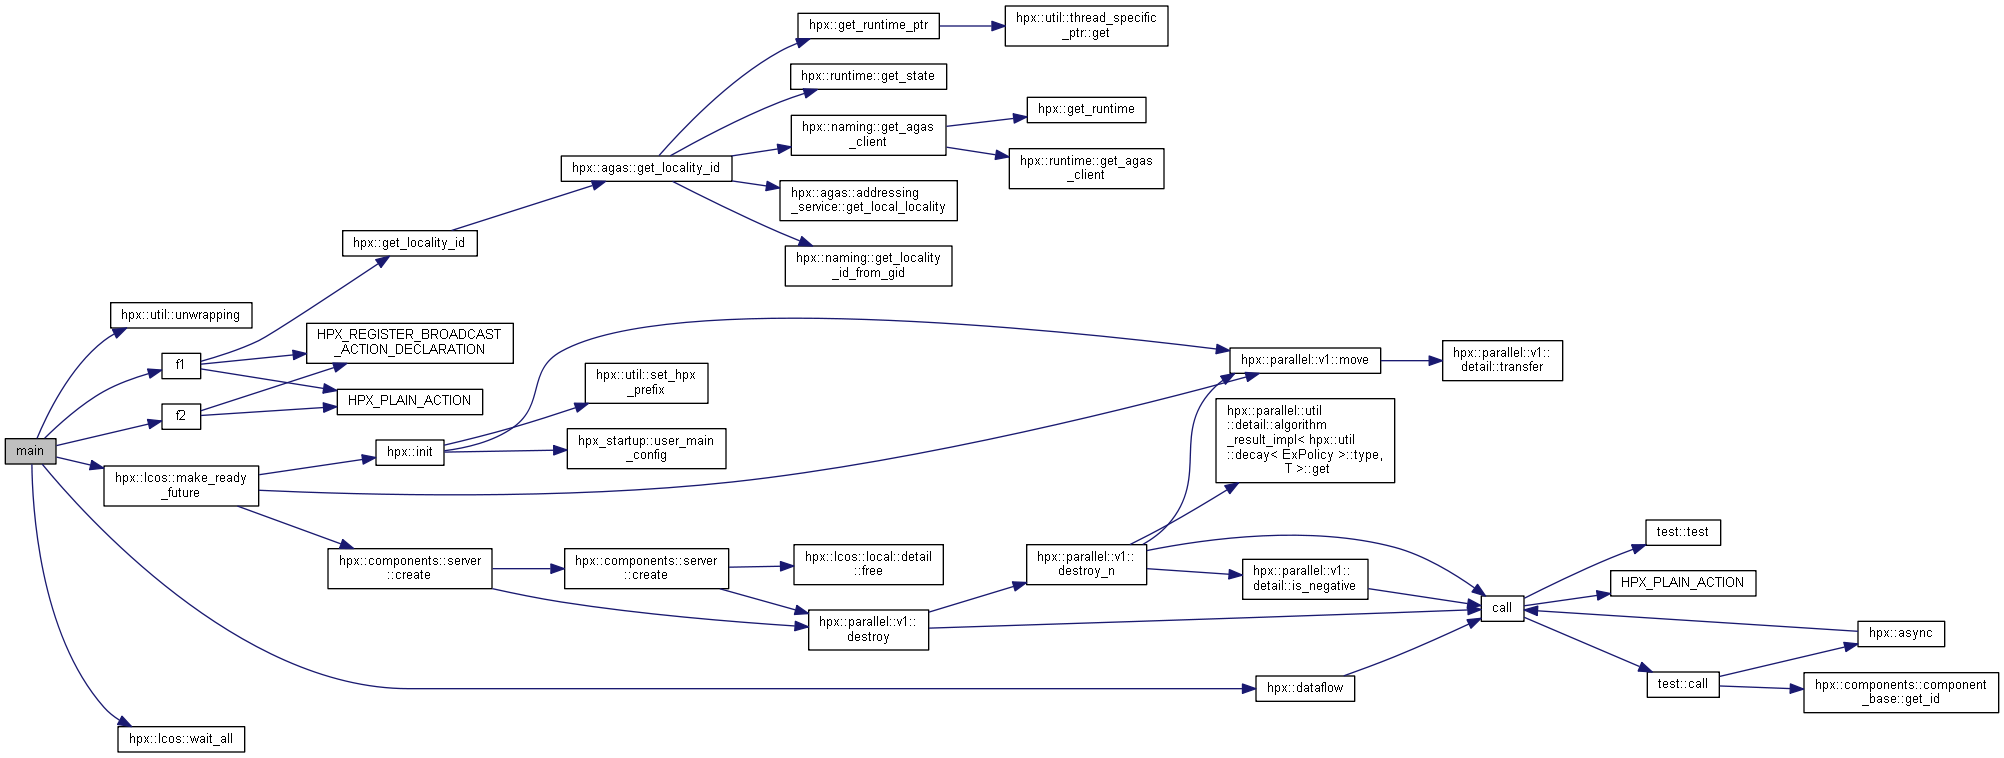 main
hpx::util::unwrapping
f1
f2
hpx::lcos::make_ready
_future
hpx::lcos::wait_all
hpx::get_locality_id
HPX_REGISTER_BROADCAST
_ACTION_DECLARATION
HPX_PLAIN_ACTION
hpx::init
hpx::components::server
::create
hpx::agas::get_locality_id
hpx::util::set_hpx
_prefix
hpx_startup::user_main
_config
hpx::components::server
::create
hpx::get_runtime_ptr
hpx::runtime::get_state
hpx::naming::get_agas
_client
hpx::agas::addressing
_service::get_local_locality
hpx::naming::get_locality
_id_from_gid
hpx::lcos::local::detail
::free
hpx::parallel::v1::
destroy
hpx::util::thread_specific
_ptr::get
hpx::get_runtime
hpx::runtime::get_agas
_client
hpx::parallel::v1::
destroy_n
hpx::parallel::v1::move
hpx::parallel::util
::detail::algorithm
_result_impl< hpx::util
::decay< ExPolicy >::type,
T >::get
hpx::parallel::v1::
detail::is_negative
hpx::dataflow
hpx::parallel::v1::
detail::transfer
call
test::test
HPX_PLAIN_ACTION
test::call
hpx::async
hpx::components::component
_base::get_id